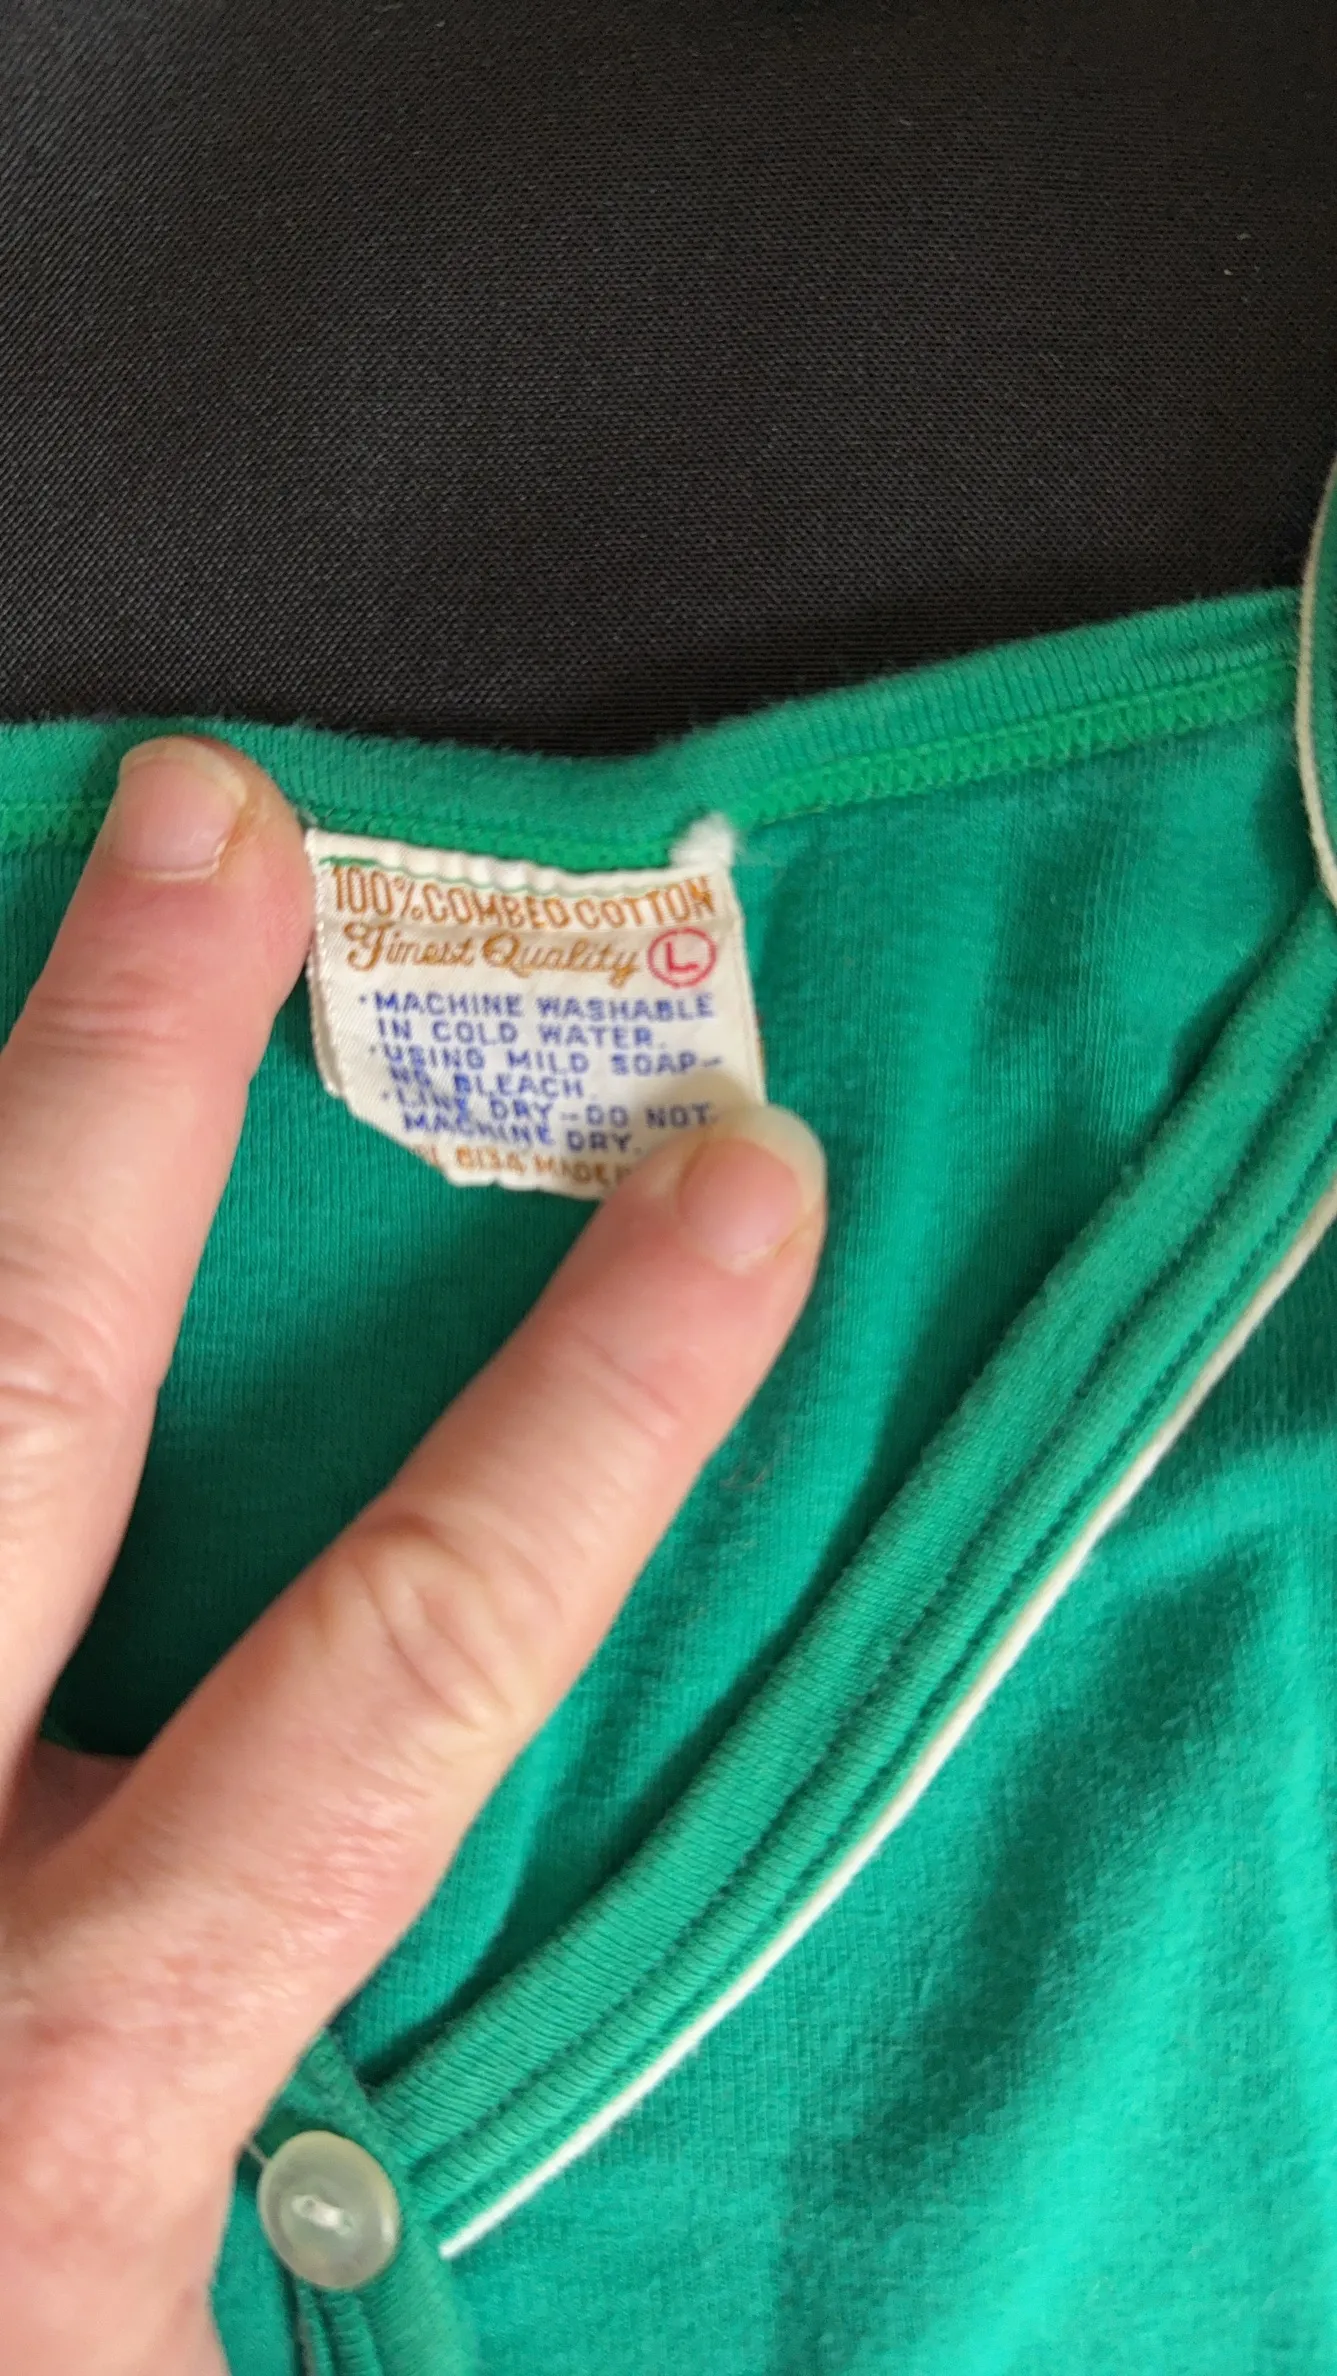 100% COMBED COTTON
Finest Quality L
• MACHINE WASHABLE
IN COLD WATER.
• USING MILD SOAP-
NO BLEACH.
• LINE DRY - DO NOT
MACHINE DRY.
MADE